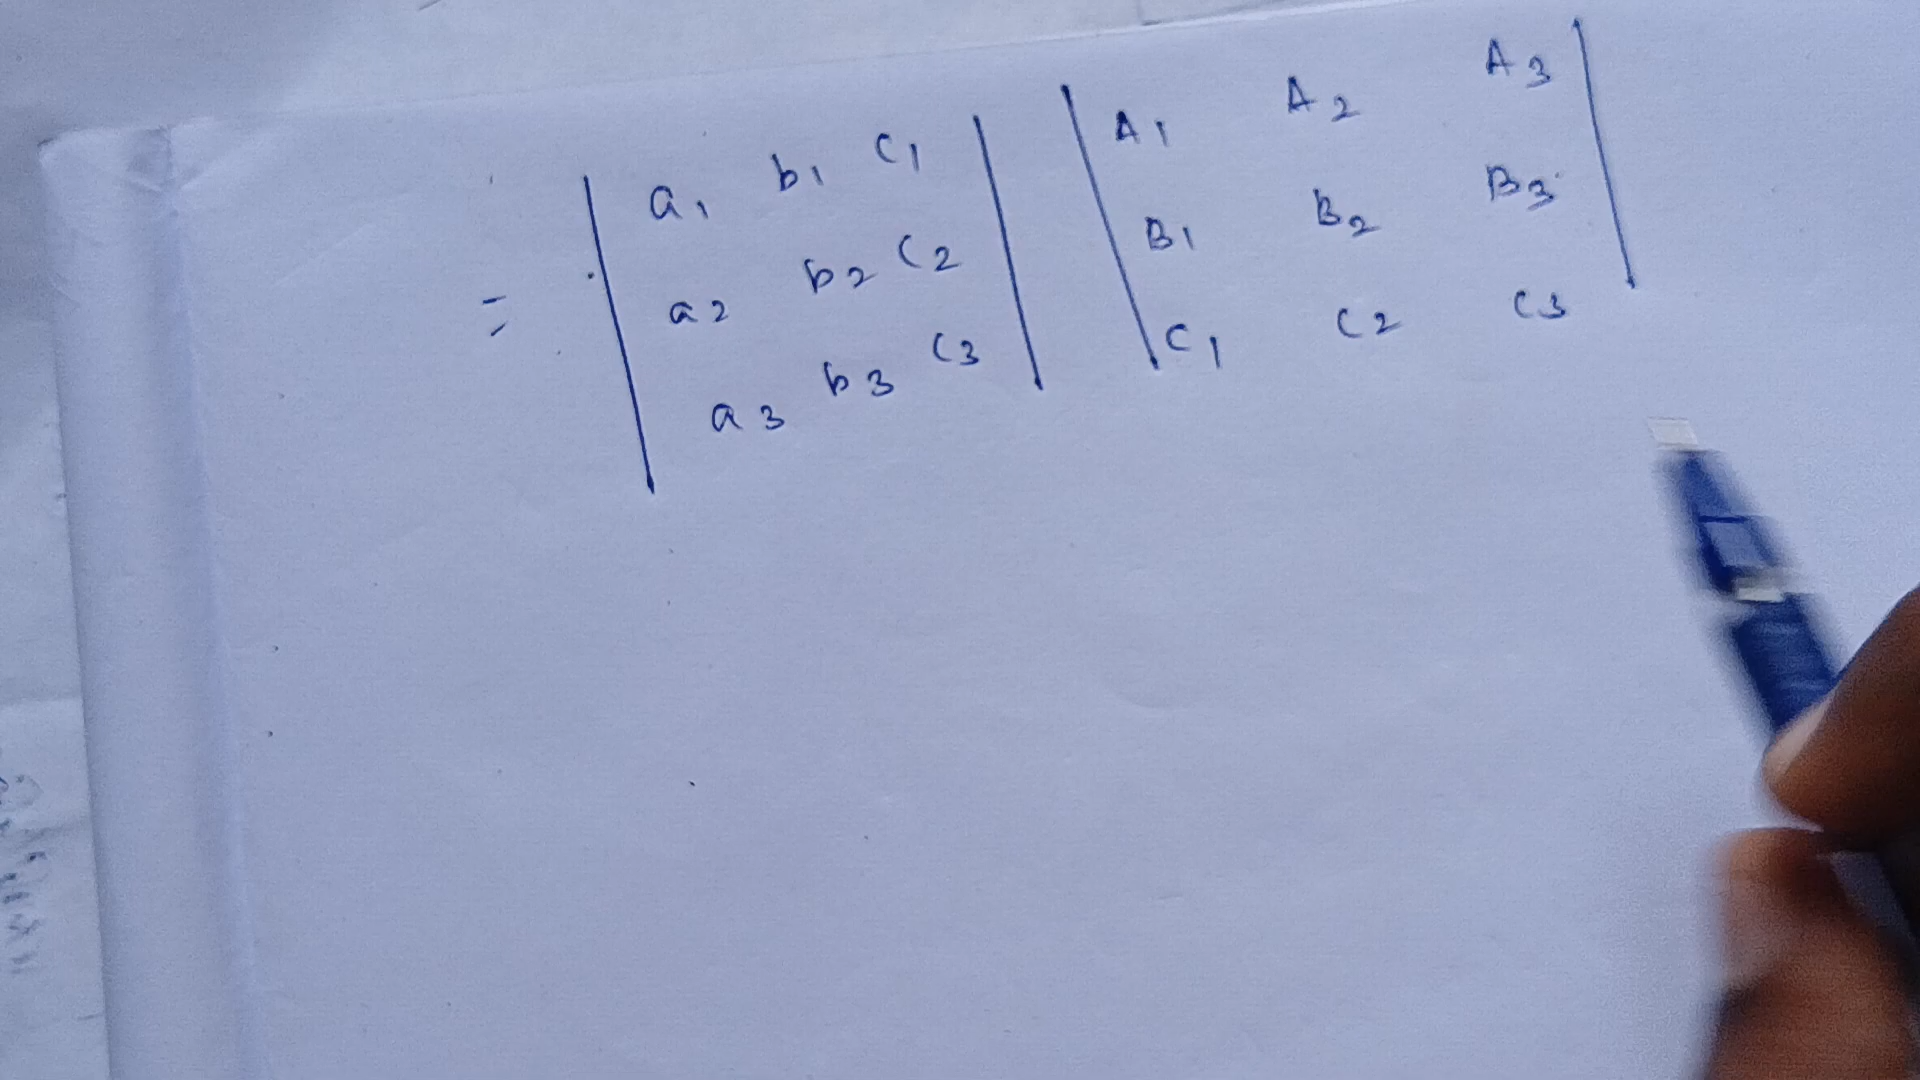 = | a1 b1 c1 | | A1 A2 A3 |
| a2 b2 c2 | | B1 B2 B3 |
| a3 b3 c3 | | C1 C2 C3 |